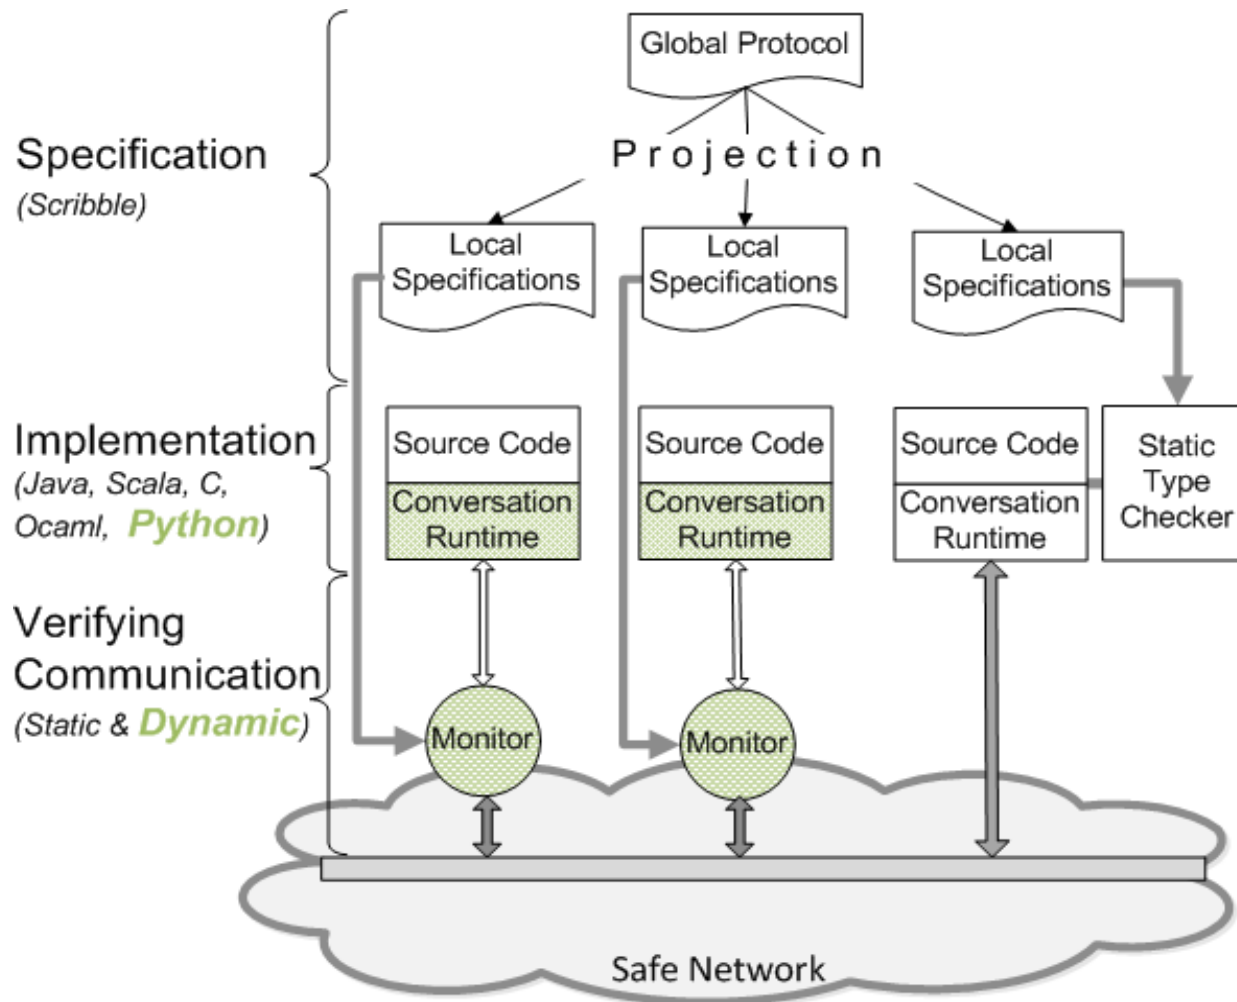 Global Protocol
Projection
Specification
(Scribble)
Local
Specifications
Local
Specifications
Local
Specifications
Implementation
(Java, Scala, C,
Ocaml, Python)
Source Code
Conversation
Runtime
Source Code
Conversation
Runtime
Source Code
Conversation
Runtime
Static
Type
Checker
Verifying
Communication
(Static & Dynamic)
Monitor
Monitor
Safe Network